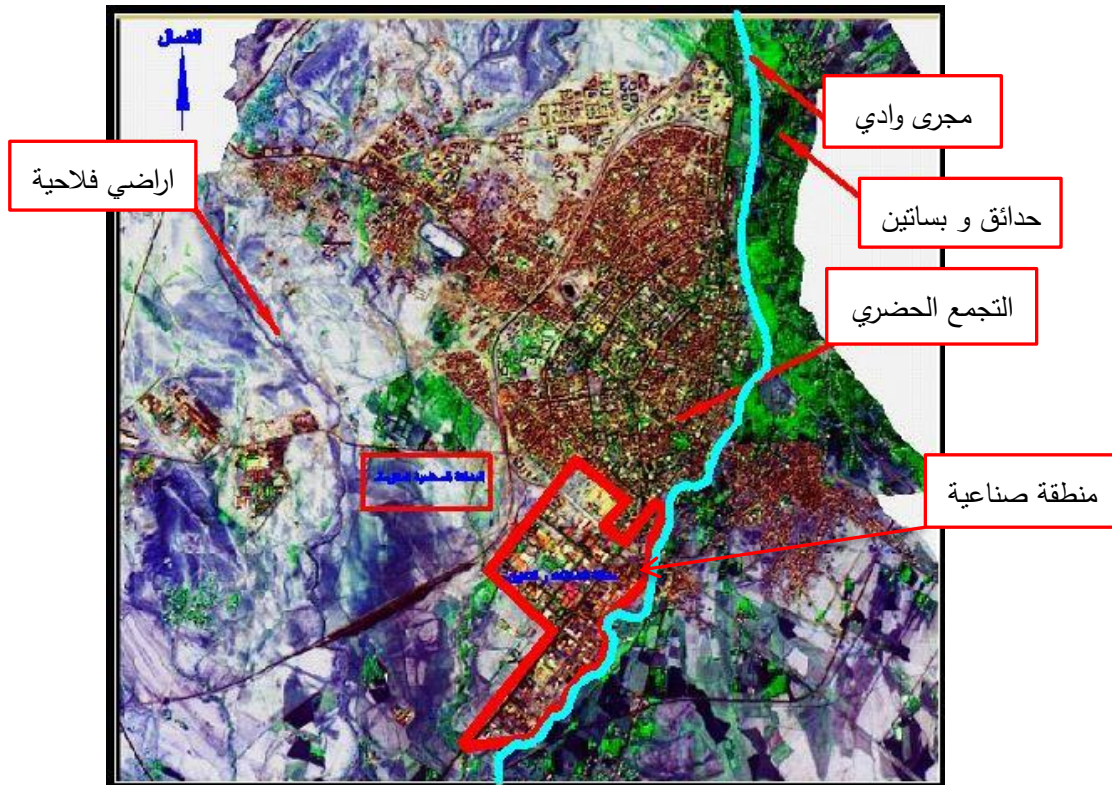 الشمال
مجرى وادي
اراضي فلاحية
حدائق و بساتين
التجمع الحضري
منطقة صناعية